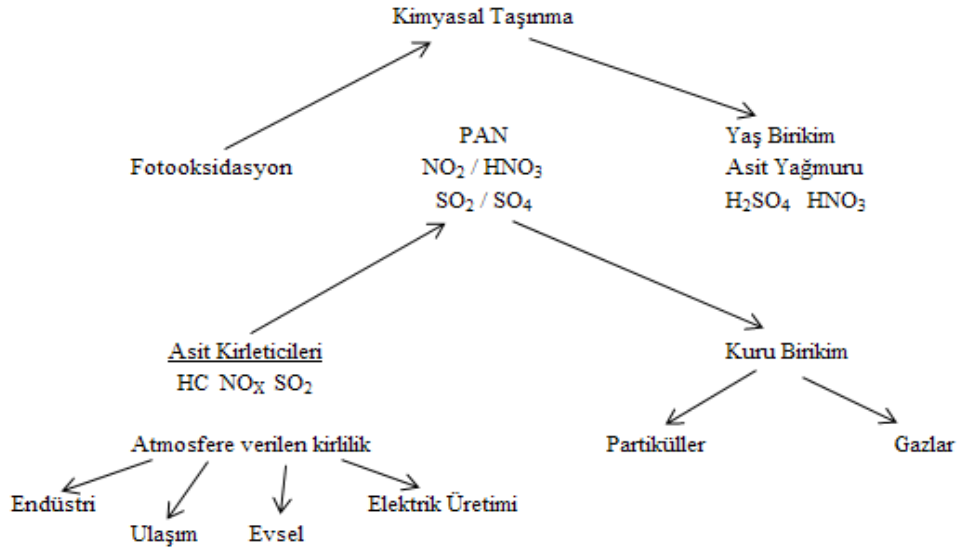 Kimyasal Taşınma
Fotooksidasyon
PAN
NO₂ / HNO₃
SO₂ / SO₄
Yaş Birikim
Asit Yağmuru
H₂SO₄ HNO₃
Asit Kirleticileri
HC NOX SO₂
Kuru Birikim
Atmosfere verilen kirlilik
Partiküller
Gazlar
Endüstri
Ulaşım
Evsel
Elektrik Üretimi